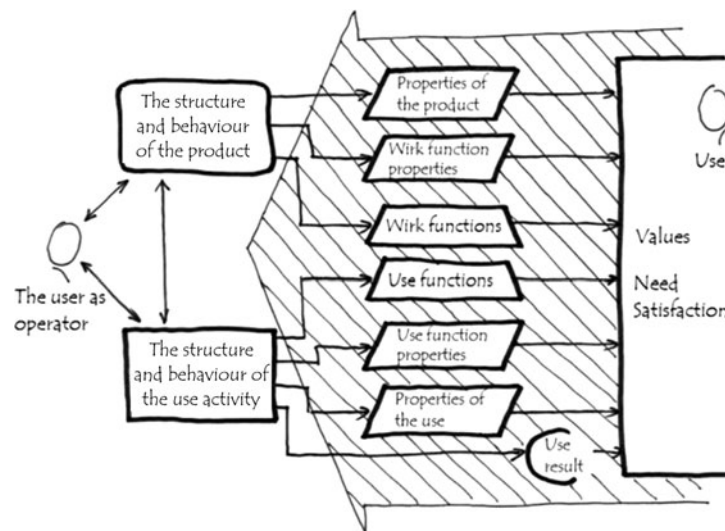 The structure
and behaviour
of the product
The user as
operator
The structure
and behaviour of
the use activity
Properties of
the product
Wirk function
properties
Wirk functions
Use functions
Use function
properties
Properties of
the use
Use
result
Use
Values
Need
Satisfaction